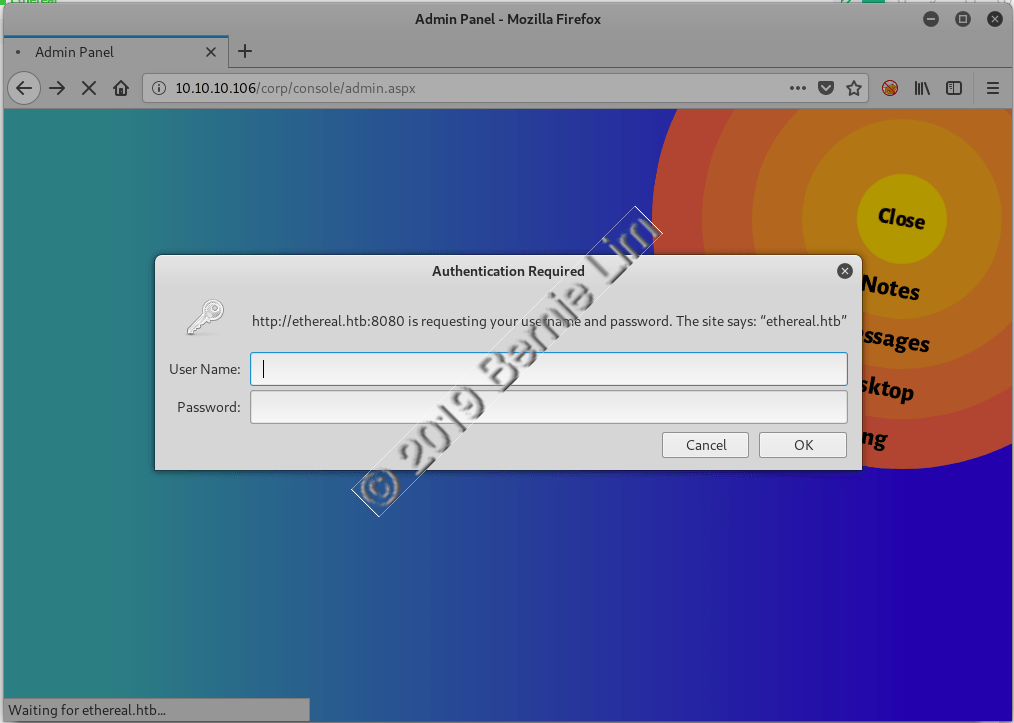 Ethereal
Admin Panel - Mozilla Firefox
Admin Panel
10.10.10.106/corp/console/admin.aspx
Close
Notes
ssages
sktop
ng
Authentication Required
http://ethereal.htb:8080 is requesting your username and password. The site says: “ethereal.htb”
User Name:
Password:
Cancel
OK
© 2019 Bernie Lim
Waiting for ethereal.htb...